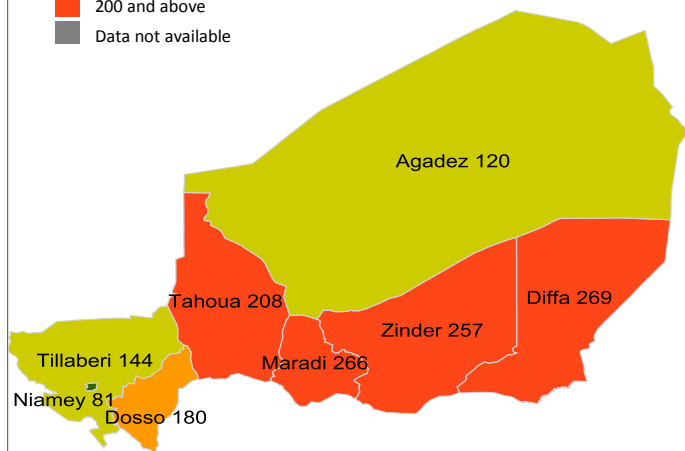 200 and above
Data not available
Agadez 120
Tahoua 208
Diffa 269
Zinder 257
Tillaberi 144
Maradi 266
Niamey 81
Dosso 180